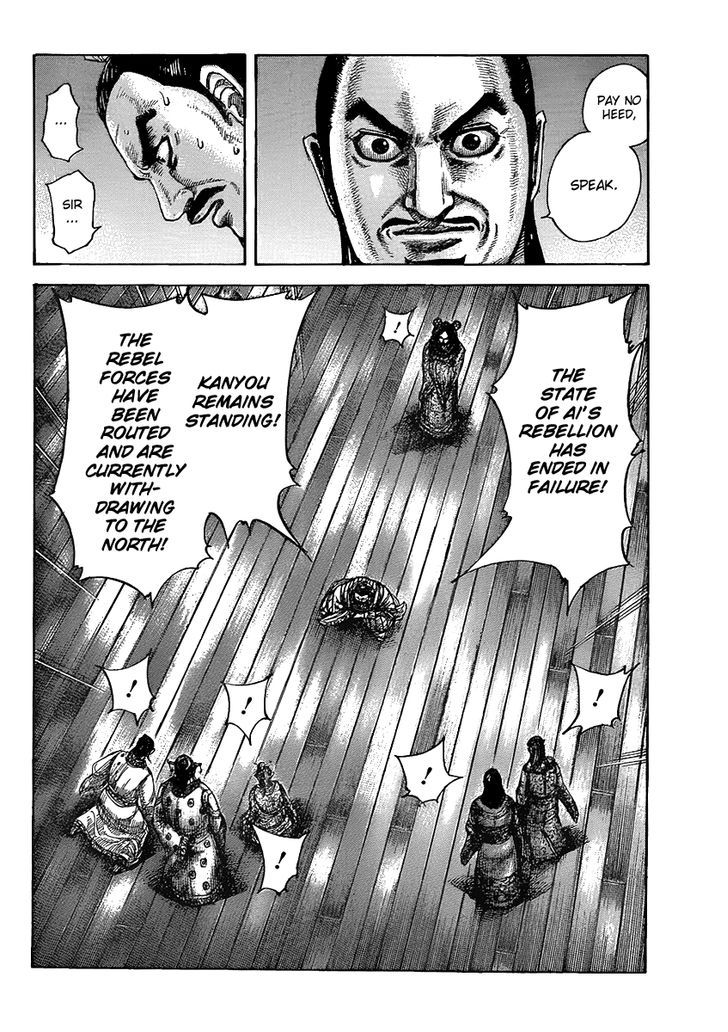 PAY NO
HEED,
SPEAK.
...
SIR
...
THE
STATE
OF AI'S
REBELLION
HAS
ENDED IN
FAILURE!
!
KANYOU
REMAINS
STANDING!
THE
REBEL
FORCES
HAVE
BEEN
ROUTED
AND ARE
CURRENTLY
WITH-
DRAWING
TO THE
NORTH!
!
!
!
!
!